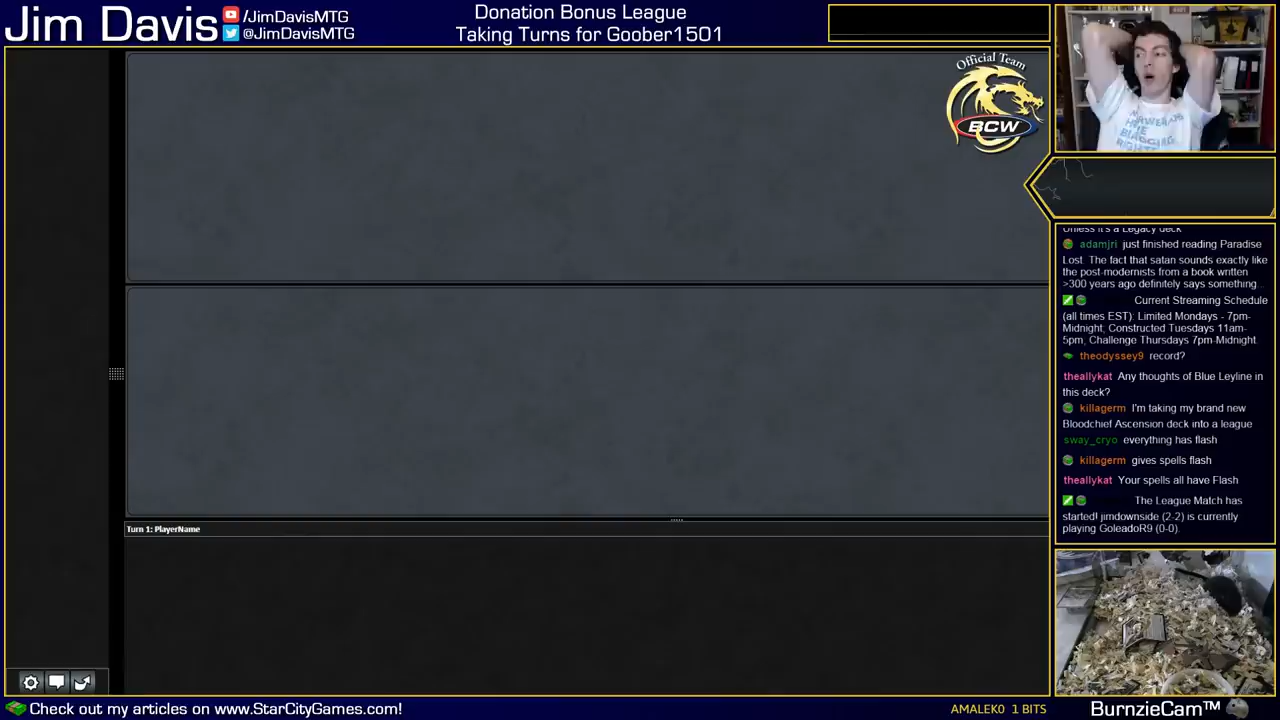 Jim Davis
/JimDavisMTG
@JimDavisMTG
Donation Bonus League
Taking Turns for Goober1501
Official Team
BCW
Unless it's a Legacy deck
adamjri just finished reading Paradise
Lost. The fact that satan sounds exactly like
the post-modernists from a book written
>300 years ago definitely says something...
Current Streaming Schedule
(all times EST): Limited Mondays - 7pm-
Midnight, Constructed Tuesdays 11am-
5pm, Challenge Thursdays 7pm-Midnight.
theodyssey9 record?
theallykat Any thoughts of Blue Leyline in
this deck?
killagerm I'm taking my brand new
Bloodchief Ascension deck into a league
sway_cryo everything has flash
killagerm gives spells flash
theallykat Your spells all have Flash
The League Match has
started! jimdownside (2-2) is currently
playing GoleadoR9 (0-0).
Turn 1: PlayerName
Check out my articles on www.StarCityGames.com!
AMALEK0 1 BITS
BurnzieCam™